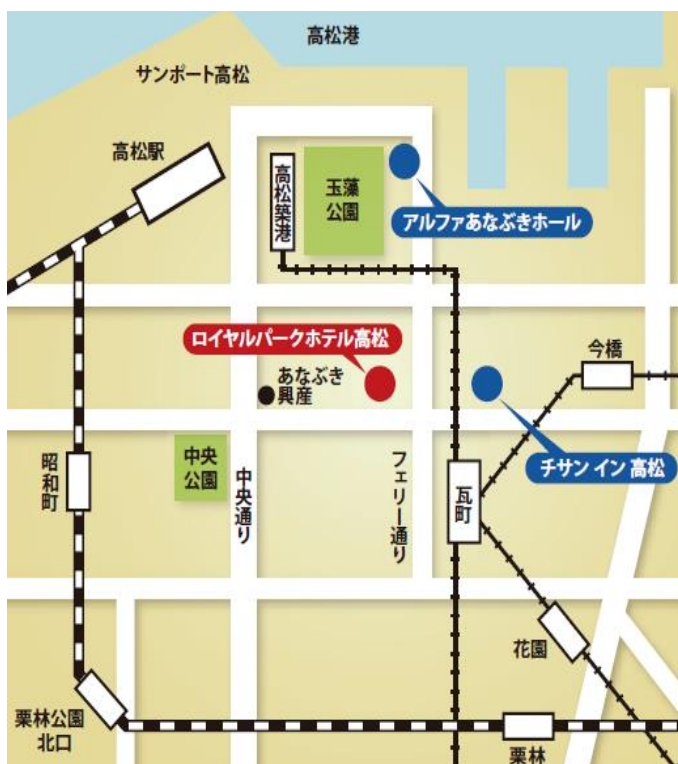 高松港
サンポート高松
高松駅
高松築港
玉藻
公園
アルファあなぶきホール
ロイヤルパークホテル高松
あなぶき
興産
今橋
チサン イン 高松
昭和町
中央
公園
中央通り
フェリー通り
瓦町
花園
栗林公園
北口
栗林